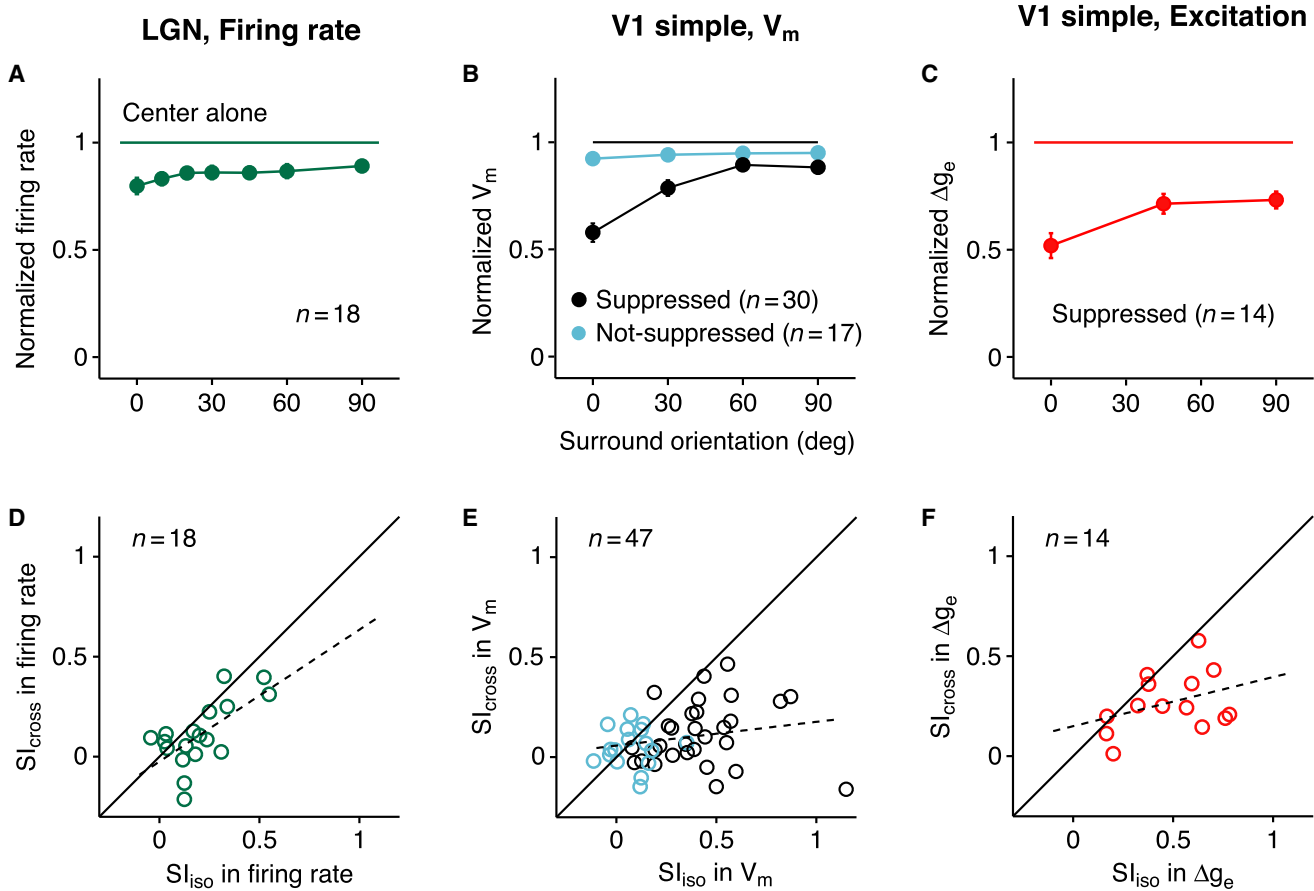 LGN, Firing rate
V1 simple, Vm
V1 simple, Excitation
A
Center alone
1
0.5
0
Normalized firing rate
n = 18
0 30 60 90
B
1
0.5
0
Normalized Vm
Suppressed (n = 30)
Not-suppressed (n = 17)
0 30 60 90
Surround orientation (deg)
C
1
0.5
0
Normalized Δge
Suppressed (n = 14)
0 30 60 90
D
n = 18
1
0.5
0
SIcross in firing rate
0 0.5 1
SIiso in firing rate
E
n = 47
1
0.5
0
SIcross in Vm
0 0.5 1
SIiso in Vm
F
n = 14
1
0.5
0
SIcross in Δge
0 0.5 1
SIiso in Δge